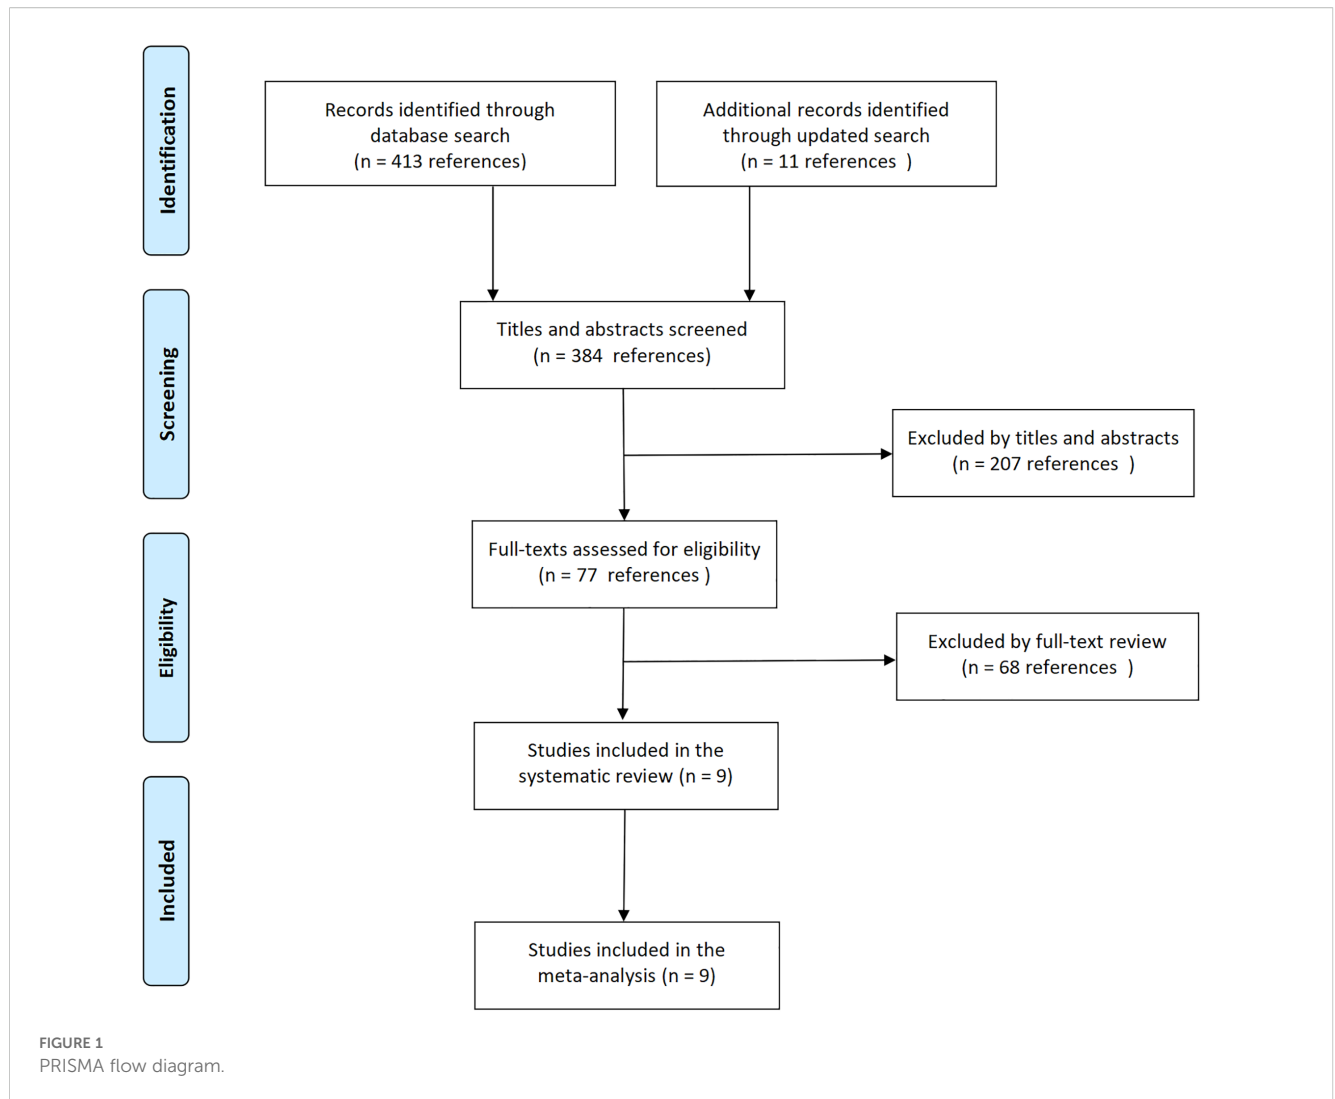 Identification
Records identified through
database search
(n = 413 references)
Additional records identified
through updated search
(n = 11 references  )
Screening
Titles and abstracts screened
(n = 384  references)
Excluded by titles and abstracts
(n = 207 references  )
Eligibility
Full-texts assessed for eligibility
(n = 77  references )
Excluded by full-text review
(n = 68 references  )
Studies included in the
systematic review (n = 9)
Included
Studies included in the
meta-analysis (n = 9)
FIGURE 1
PRISMA flow diagram.